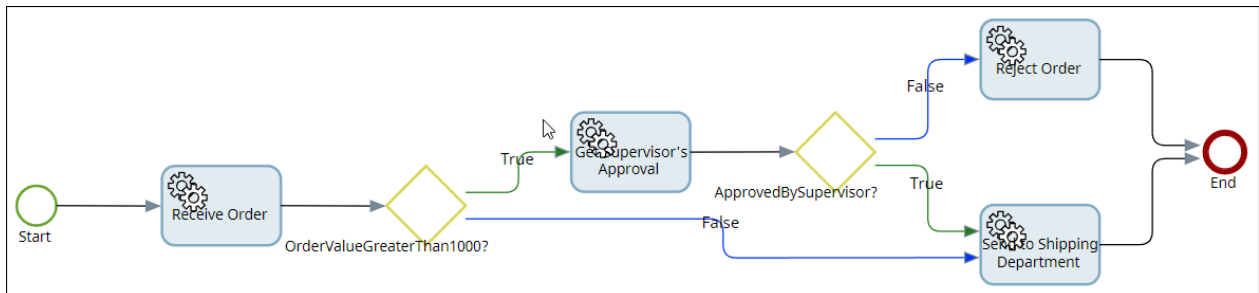 Start
Receive Order
OrderValueGreaterThan1000?
True
False
Get Supervisor's
Approval
ApprovedBySupervisor?
False
True
Reject Order
Send to Shipping
Department
End